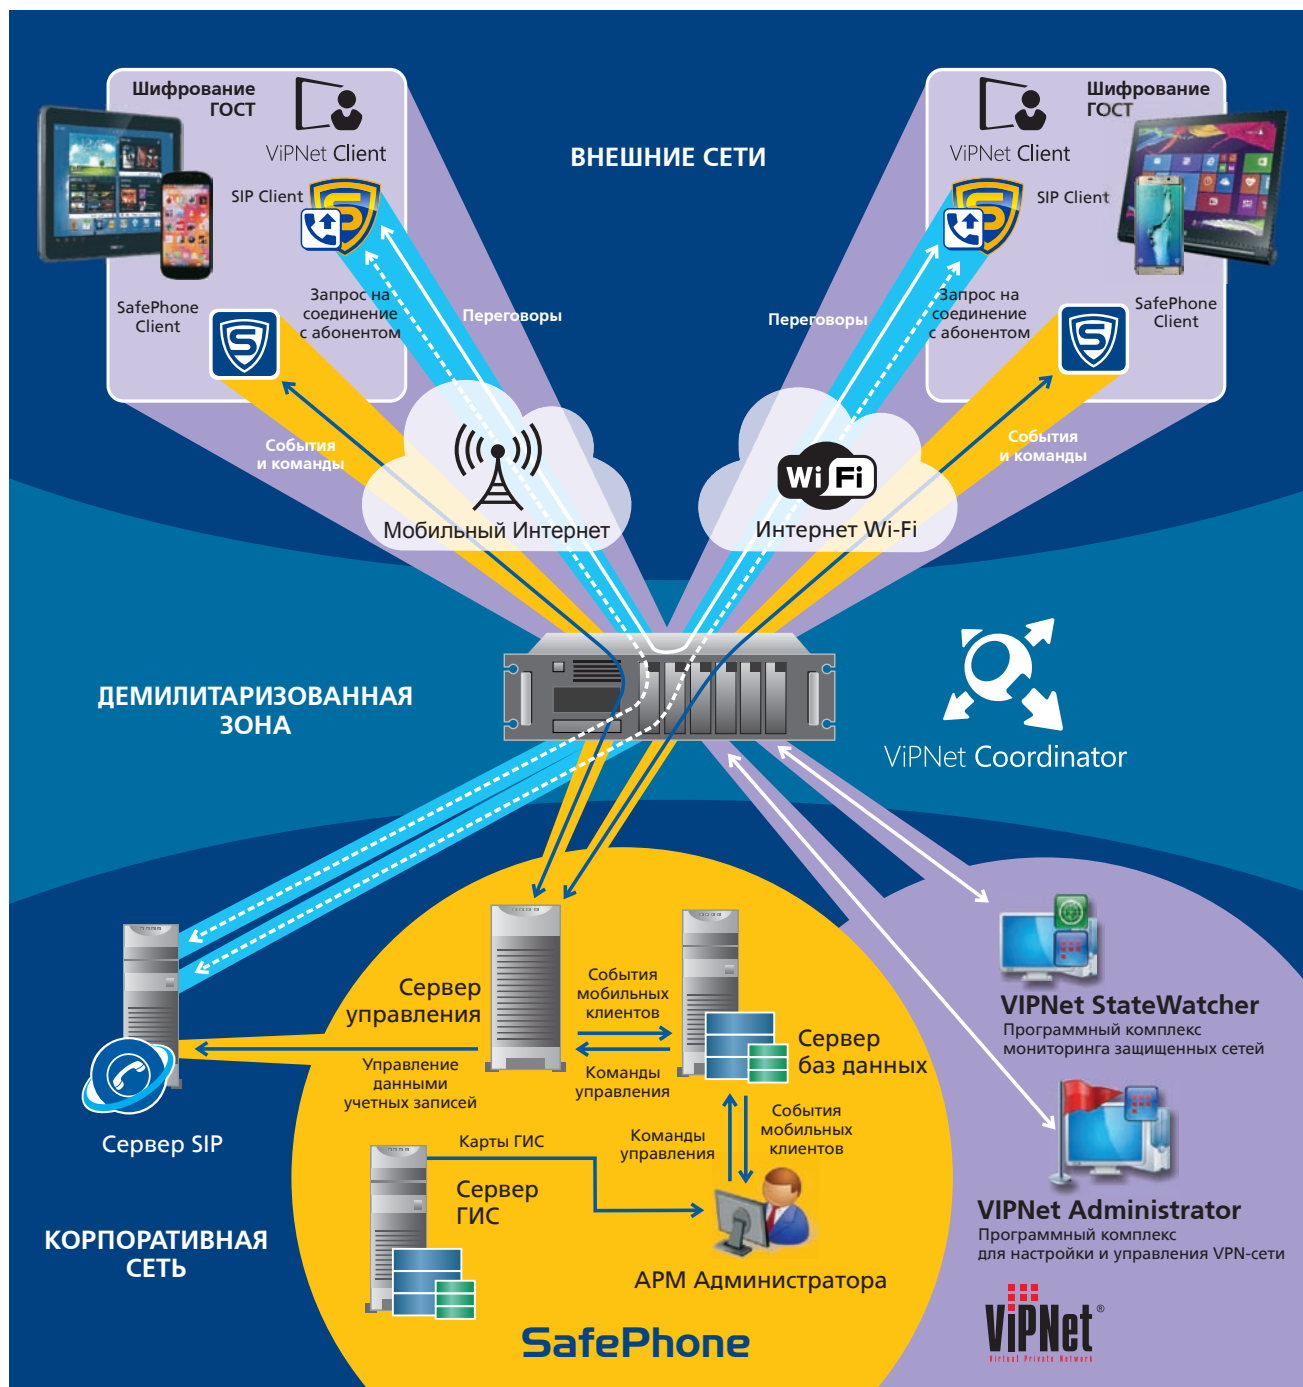 Шифрование
ГОСТ
ViPNet Client
SIP Client
SafePhone
Client
Запрос на
соединение
с абонентом
Переговоры
События
и команды
ВНЕШНИЕ СЕТИ
Шифрование
ГОСТ
ViPNet Client
SIP Client
SafePhone
Client
Запрос на
соединение
с абонентом
Переговоры
События
и команды
Мобильный Интернет
Wi Fi
Интернет Wi-Fi
ДЕМИЛИТАРИЗОВАННАЯ
ЗОНА
ViPNet Coordinator
Сервер
управления
События
мобильных
клиентов
Команды
управления
Сервер
баз данных
Управление
данными
учетных записей
Сервер SIP
Карты ГИС
Сервер
ГИС
Команды
управления
События
мобильных
клиентов
АРМ Администратора
SafePhone
КОРПОРАТИВНАЯ
СЕТЬ
VIPNet StateWatcher
Программный комплекс
мониторинга защищенных сетей
VIPNet Administrator
Программный комплекс
для настройки и управления VPN-сети
ViPNet®
Virtual Private Network